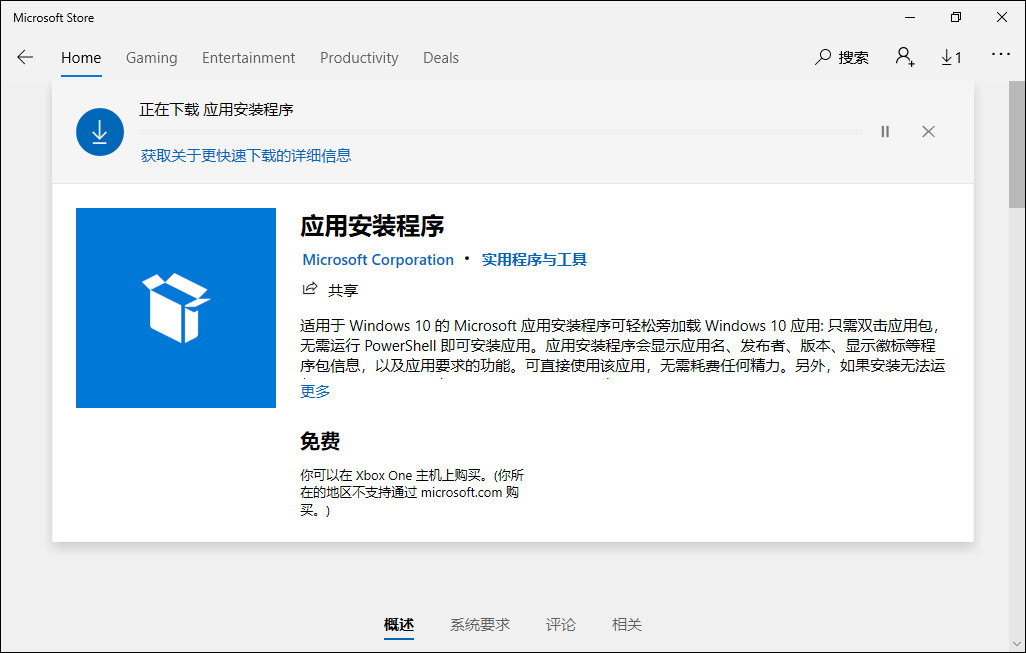 Microsoft Store
Home Gaming Entertainment Productivity Deals 搜索 1
正在下载 应用安装程序
获取关于更快速下载的详细信息
应用安装程序
Microsoft Corporation • 实用程序与工具
共享
适用于 Windows 10 的 Microsoft 应用安装程序可轻松旁加载 Windows 10 应用: 只需双击应用包，
无需运行 PowerShell 即可安装应用。应用安装程序会显示应用名、发布者、版本、显示徽标等程
序包信息，以及应用要求的功能。可直接使用该应用，无需耗费任何精力。另外，如果安装无法运
更多
免费
你可以在 Xbox One 主机上购买。(你所
在的地区不支持通过 microsoft.com 购
买。)
概述 系统要求 评论 相关